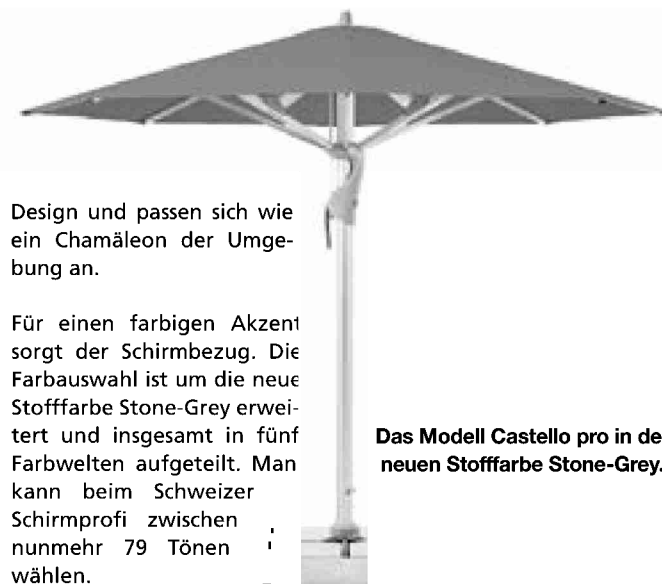 Design und passen sich wie
ein Chamäleon der Umge-
bung an.
Für einen farbigen Akzent
sorgt der Schirmbezug. Die
Farbauswahl ist um die neue
Stofffarbe Stone-Grey erwei-
tert und insgesamt in fünf
Farbwelten aufgeteilt. Man
kann beim Schweizer
Schirmprofi zwischen
nunmehr 79 Tönen
wählen.
Das Modell Castello pro in de
neuen Stofffarbe Stone-Grey.